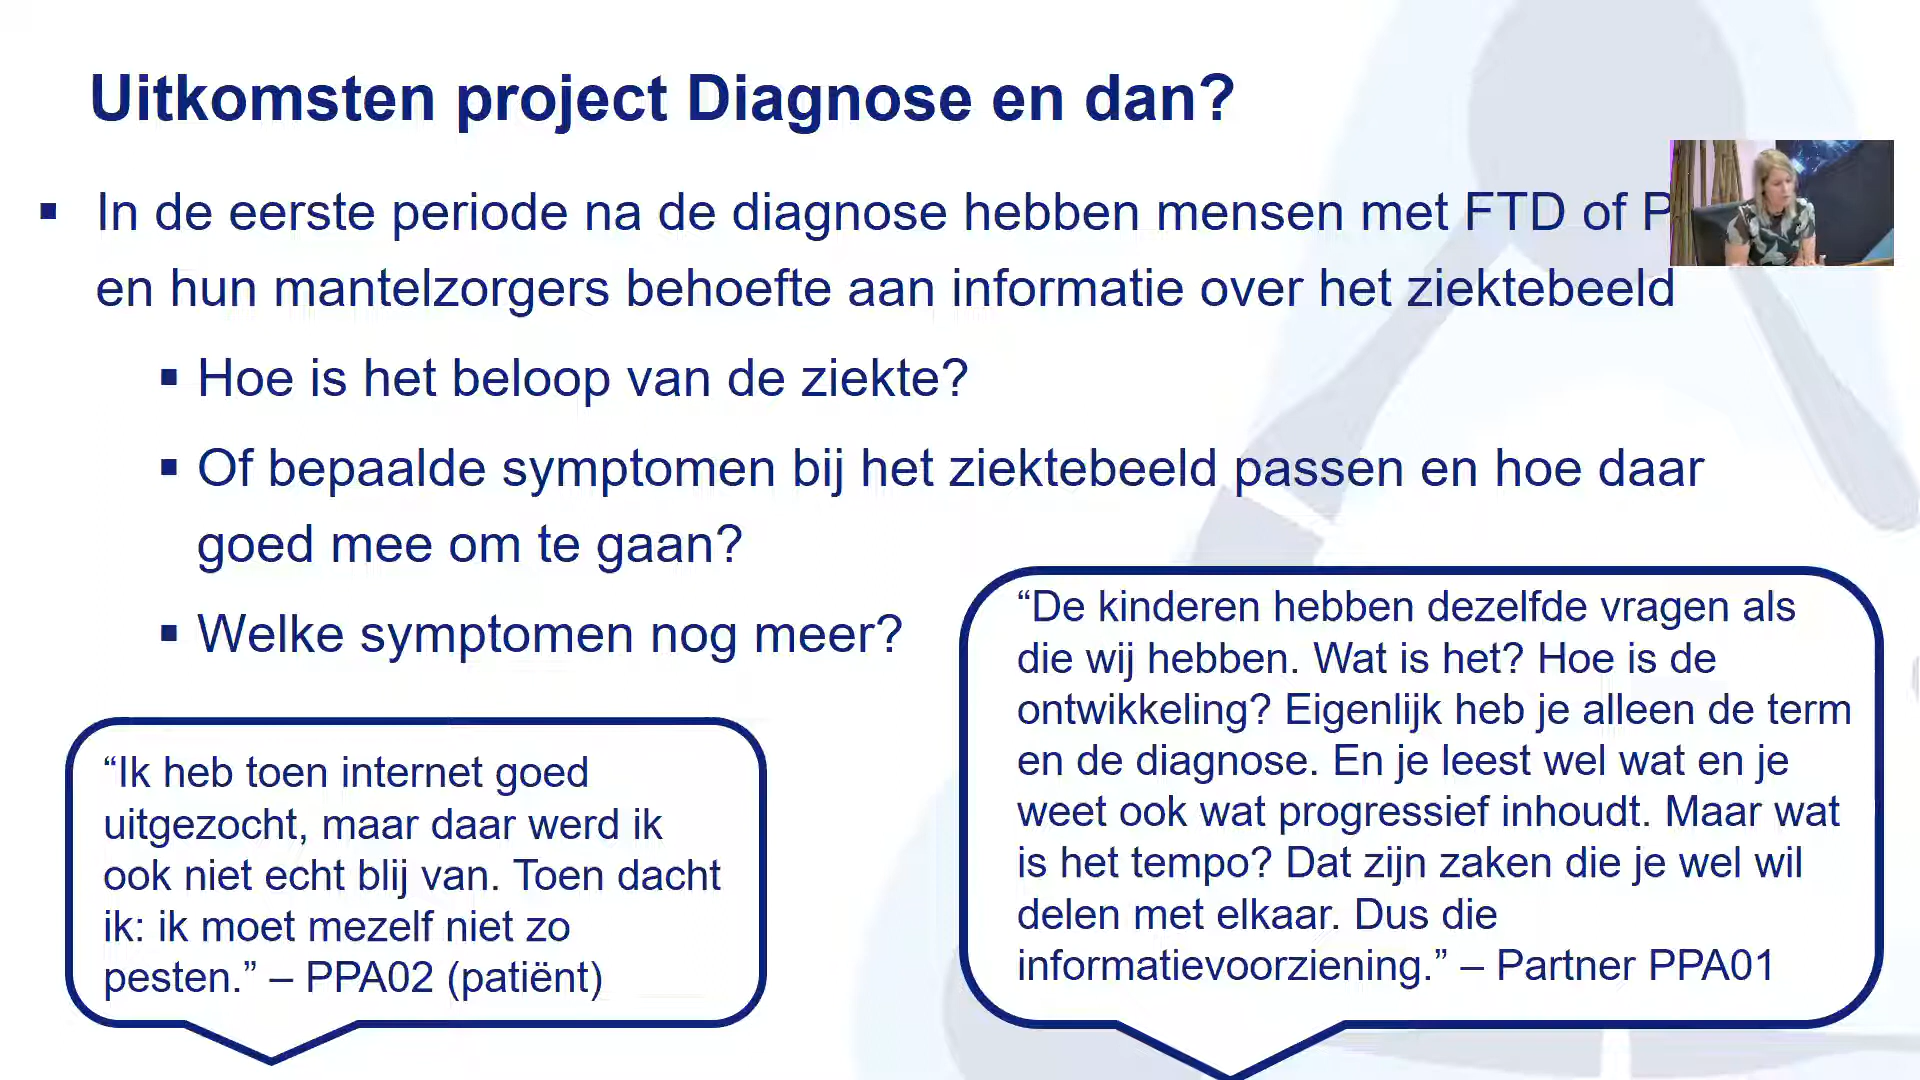 Uitkomsten project Diagnose en dan?
▪ In de eerste periode na de diagnose hebben mensen met FTD of
en hun mantelzorgers behoefte aan informatie over het ziektebeeld
▪ Hoe is het beloop van de ziekte?
▪ Of bepaalde symptomen bij het ziektebeeld passen en hoe daar
goed mee om te gaan?
▪ Welke symptomen nog meer?
“Ik heb toen internet goed
uitgezocht, maar daar werd ik
ook niet echt blij van. Toen dacht
ik: ik moet mezelf niet zo
pesten.” – PPA02 (patiënt)
“De kinderen hebben dezelfde vragen als
die wij hebben. Wat is het? Hoe is de
ontwikkeling? Eigenlijk heb je alleen de term
en de diagnose. En je leest wel wat en je
weet ook wat progressief inhoudt. Maar wat
is het tempo? Dat zijn zaken die je wel wil
delen met elkaar. Dus die
informatievoorziening.” – Partner PPA01